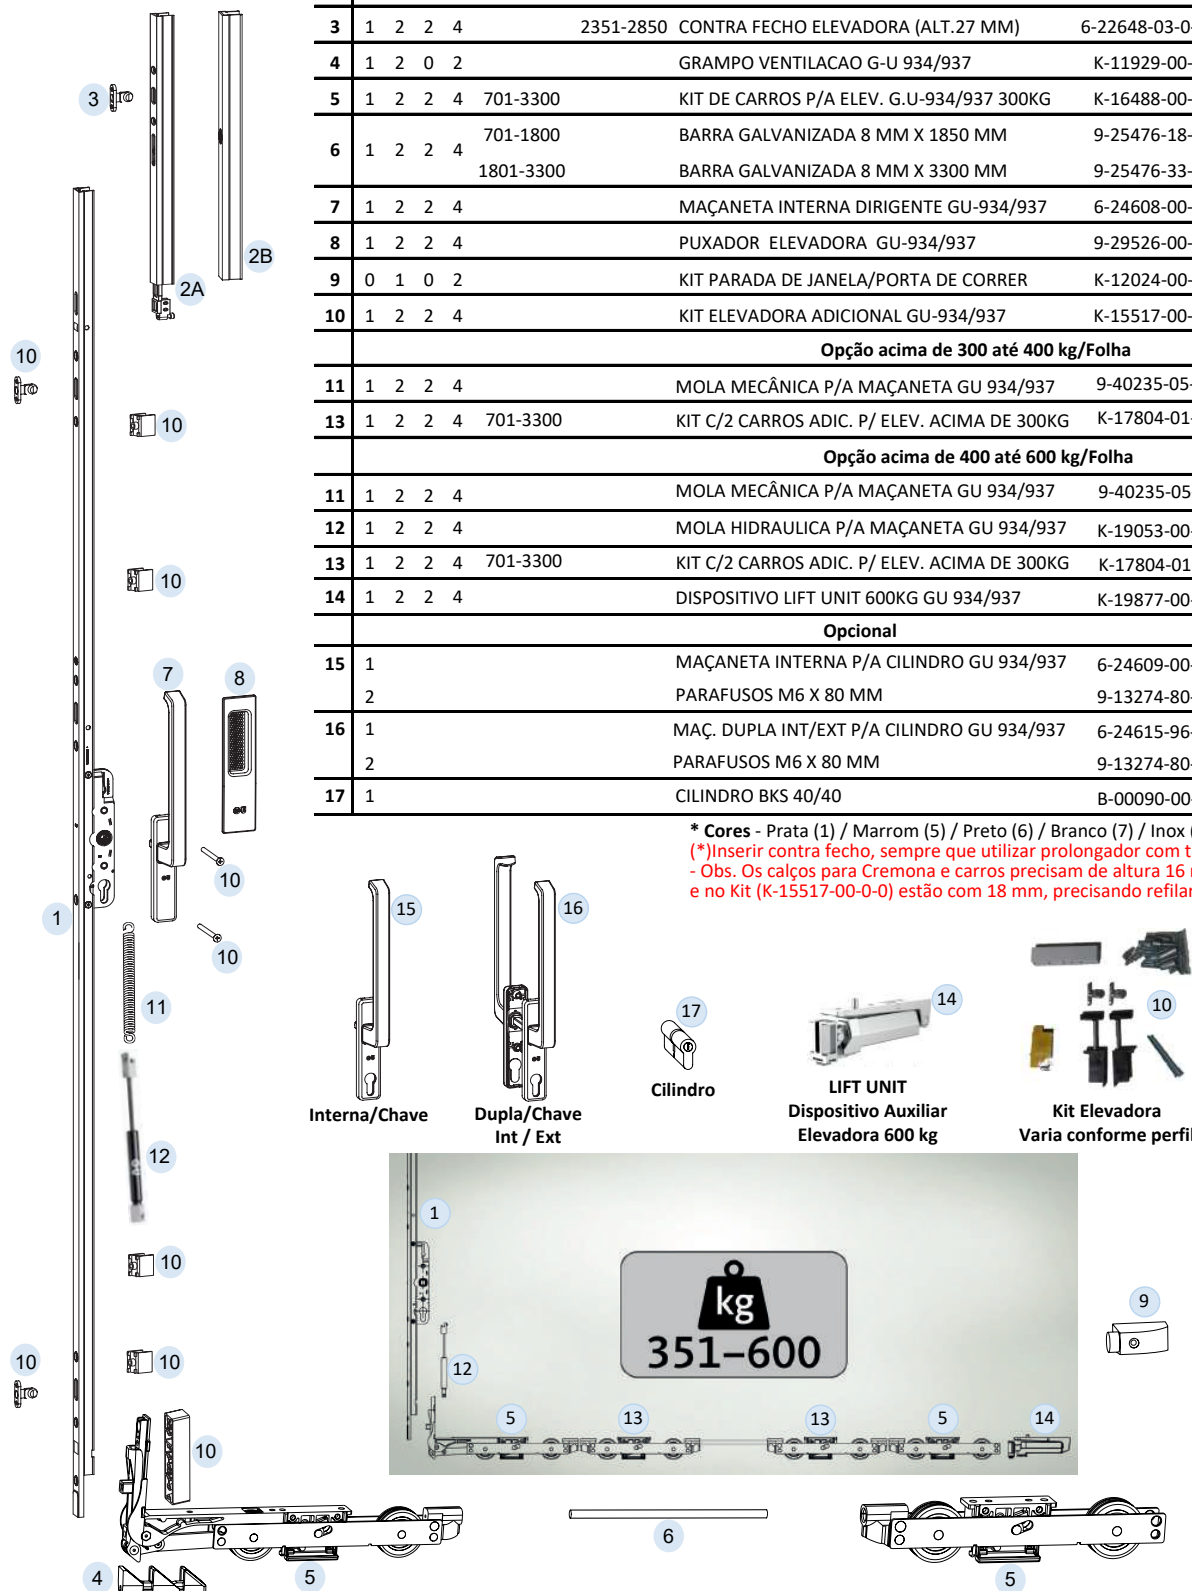 3 1 2 2 4 2351-2850 CONTRA FECHO ELEVADORA (ALT.27 MM) 6-22648-03-0-
4 1 2 0 2 GRAMPO VENTILACAO G-U 934/937 K-11929-00-
5 1 2 2 4 701-3300 KIT DE CARROS P/A ELEV. G.U-934/937 300KG K-16488-00-
6 1 2 2 4 701-1800 BARRA GALVANIZADA 8 MM X 1850 MM 9-25476-18-
1801-3300 BARRA GALVANIZADA 8 MM X 3300 MM 9-25476-33-
7 1 2 2 4 MAÇANETA INTERNA DIRIGENTE GU-934/937 6-24608-00-
8 1 2 2 4 PUXADOR ELEVADORA GU-934/937 9-29526-00-
9 0 1 0 2 KIT PARADA DE JANELA/PORTA DE CORRER K-12024-00-
10 1 2 2 4 KIT ELEVADORA ADICIONAL GU-934/937 K-15517-00-
Opção acima de 300 até 400 kg/Folha
11 1 2 2 4 MOLA MECÂNICA P/A MAÇANETA GU 934/937 9-40235-05-
13 1 2 2 4 701-3300 KIT C/2 CARROS ADIC. P/ ELEV. ACIMA DE 300KG K-17804-01-
Opção acima de 400 até 600 kg/Folha
11 1 2 2 4 MOLA MECÂNICA P/A MAÇANETA GU 934/937 9-40235-05
12 1 2 2 4 MOLA HIDRAULICA P/A MAÇANETA GU 934/937 K-19053-00-
13 1 2 2 4 701-3300 KIT C/2 CARROS ADIC. P/ ELEV. ACIMA DE 300KG K-17804-01
14 1 2 2 4 DISPOSITIVO LIFT UNIT 600KG GU 934/937 K-19877-00-
Opcional
15 1 MAÇANETA INTERNA P/A CILINDRO GU 934/937 6-24609-00-
2 PARAFUSOS M6 X 80 MM 9-13274-80-
16 1 MAÇ. DUPLA INT/EXT P/A CILINDRO GU 934/937 6-24615-96-
2 PARAFUSOS M6 X 80 MM 9-13274-80-
17 1 CILINDRO BKS 40/40 B-00090-00-
* Cores - Prata (1) / Marrom (5) / Preto (6) / Branco (7) / Inox (
(*)Inserir contra fecho, sempre que utilizar prolongador com t
- Obs. Os calços para Cremona e carros precisam de altura 16
e no Kit (K-15517-00-0-0) estão com 18 mm, precisando refilar
3
2A
2B
10
10
10
7
8
10
10
1
11
12
10
10
10
10
4
5
6
5
15
Interna/Chave
16
Dupla/Chave
Int / Ext
17
Cilindro
14
LIFT UNIT
Dispositivo Auxiliar
Elevadora 600 kg
10
Kit Elevadora
Varia conforme perfil
1
kg
351-600
12
5
13
13
5
14
9